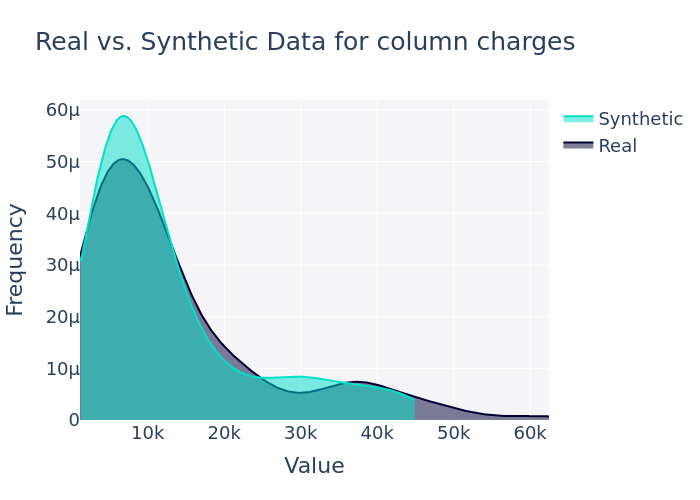 Real vs. Synthetic Data for column charges
60μ
50μ
40μ
30μ
20μ
10μ
0
Frequency
10k
20k
30k
40k
50k
60k
Value
Synthetic
Real